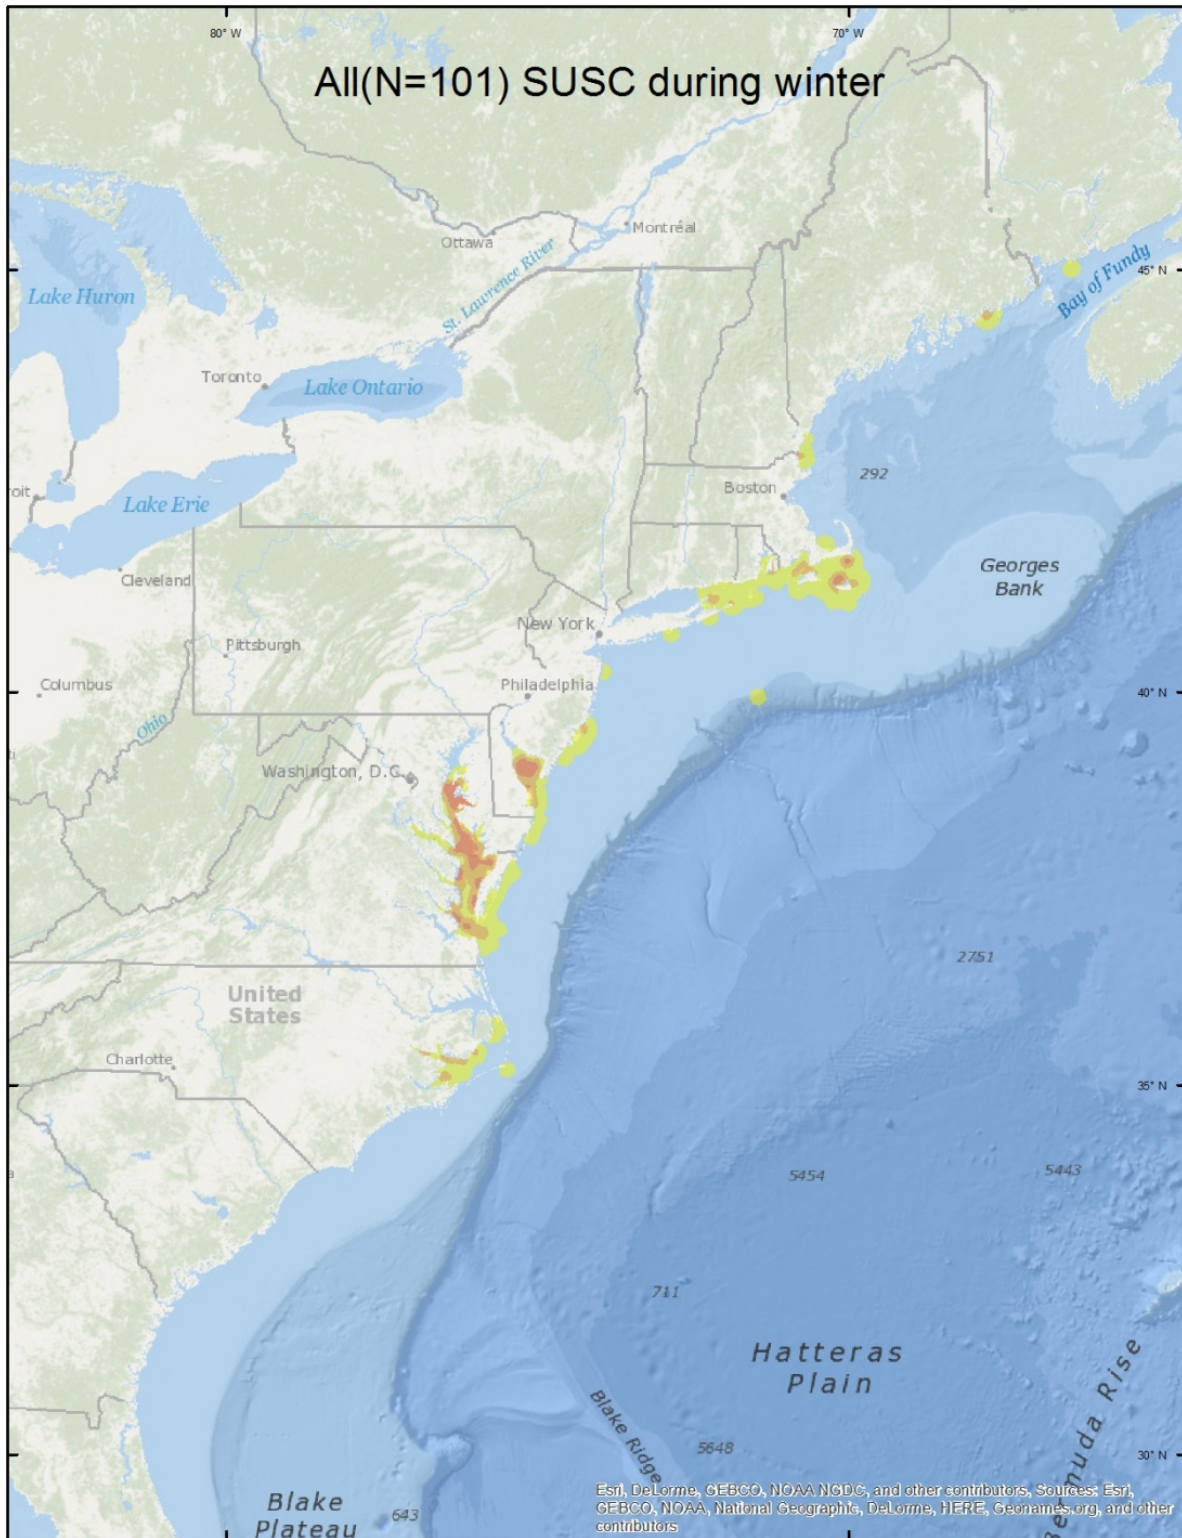 80° W
70° W
All(N=101) SUSC during winter
Ottawa
Montréal
St. Lawrence River
Bay of Fundy
45° N
Lake Huron
Toronto
Lake Ontario
292
Boston
Lake Erie
Georges
Bank
Cleveland
New York
Pittsburgh
Columbus
Philadelphia
40° N
Ohio
Washington, D.C.
2751
United
States
Charlotte
35° N
5454
5443
711
Hatteras
Plain
Blake Ridge
5648
30° N
Blake
Plateau
643
Esri, DeLorme, GEBCO, NOAA NGDC, and other contributors, Sources: Esri,
GEBCO, NOAA, National Geographic, DeLorme, HERE, Geonames.org, and other
contributors